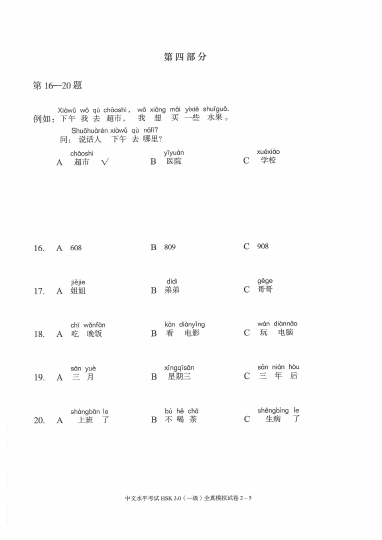 第四部分
第 16—20 题
Xiàwǔ wǒ qù chāoshì, wǒ xiǎng mǎi yìxiē shuǐguǒ.
例如：下午 我 去 超市， 我 想 买 一些 水果。
Shuōhuàrén xiàwǔ qù nǎlǐ?
问：说话人 下午 去 哪里？
chāoshì yīyuàn xuéxiào
A 超市 √ B 医院 C 学校
16. A 608 B 809 C 908
jiějie dìdi gēge
17. A 姐姐 B 弟弟 C 哥哥
chī wǎnfàn kàn diànyǐng wán diànnǎo
18. A 吃 晚饭 B 看 电影 C 玩 电脑
sān yuè xīngqīsān sān nián hòu
19. A 三 月 B 星期三 C 三 年 后
shàngbān le bù hē chá shēngbìng le
20. A 上班 了 B 不 喝 茶 C 生病 了
中文水平考试 HSK 3.0（一级）全真模拟试卷 2 - 5